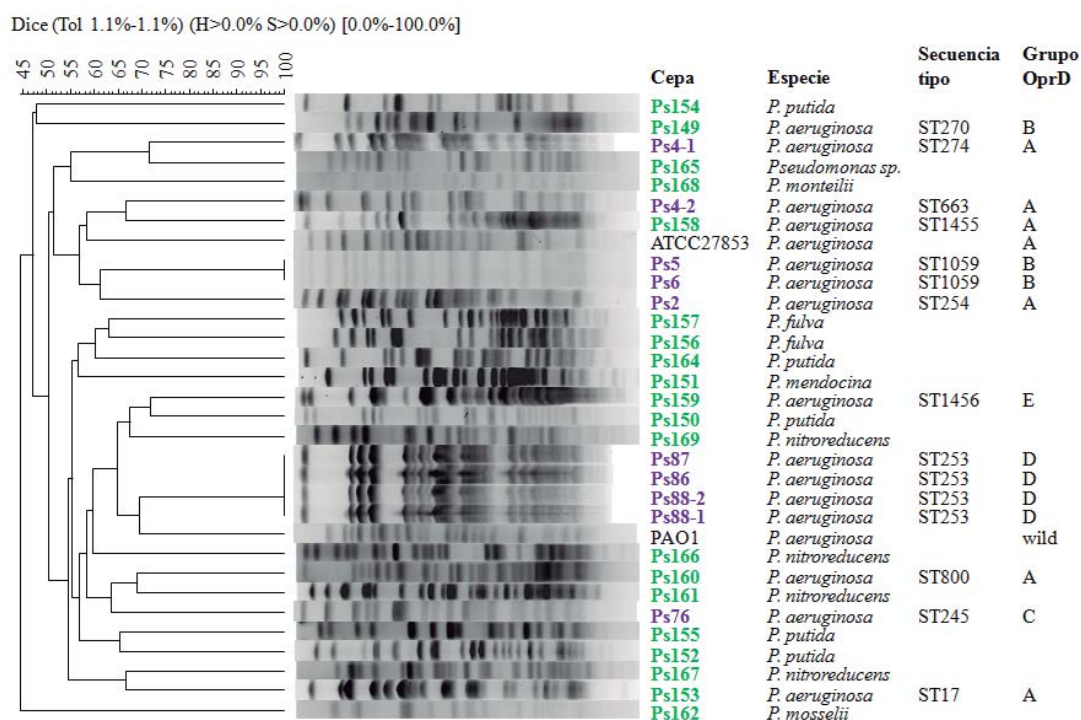 Dice (Tol 1.1%-1.1%) (H>0.0% S>0.0%) [0.0%-100.0%]
45 50 55 60 65 70 75 80 85 90 95 100
Cepa Especie Secuencia tipo Grupo OprD
Ps154 P. putida
Ps149 P. aeruginosa ST270 B
Ps4-1 P. aeruginosa ST274 A
Ps165 Pseudomonas sp.
Ps168 P. monteilii
Ps4-2 P. aeruginosa ST663 A
Ps158 P. aeruginosa ST1455 A
ATCC27853 P. aeruginosa A
Ps5 P. aeruginosa ST1059 B
Ps6 P. aeruginosa ST1059 B
Ps2 P. aeruginosa ST254 A
Ps157 P. fulva
Ps156 P. fulva
Ps164 P. putida
Ps151 P. mendocina
Ps159 P. aeruginosa ST1456 E
Ps150 P. putida
Ps169 P. nitroreducens
Ps87 P. aeruginosa ST253 D
Ps86 P. aeruginosa ST253 D
Ps88-2 P. aeruginosa ST253 D
Ps88-1 P. aeruginosa ST253 D
PAO1 P. aeruginosa wild
Ps166 P. nitroreducens
Ps160 P. aeruginosa ST800 A
Ps161 P. nitroreducens
Ps76 P. aeruginosa ST245 C
Ps155 P. putida
Ps152 P. putida
Ps167 P. nitroreducens
Ps153 P. aeruginosa ST17 A
Ps162 P. mosselii